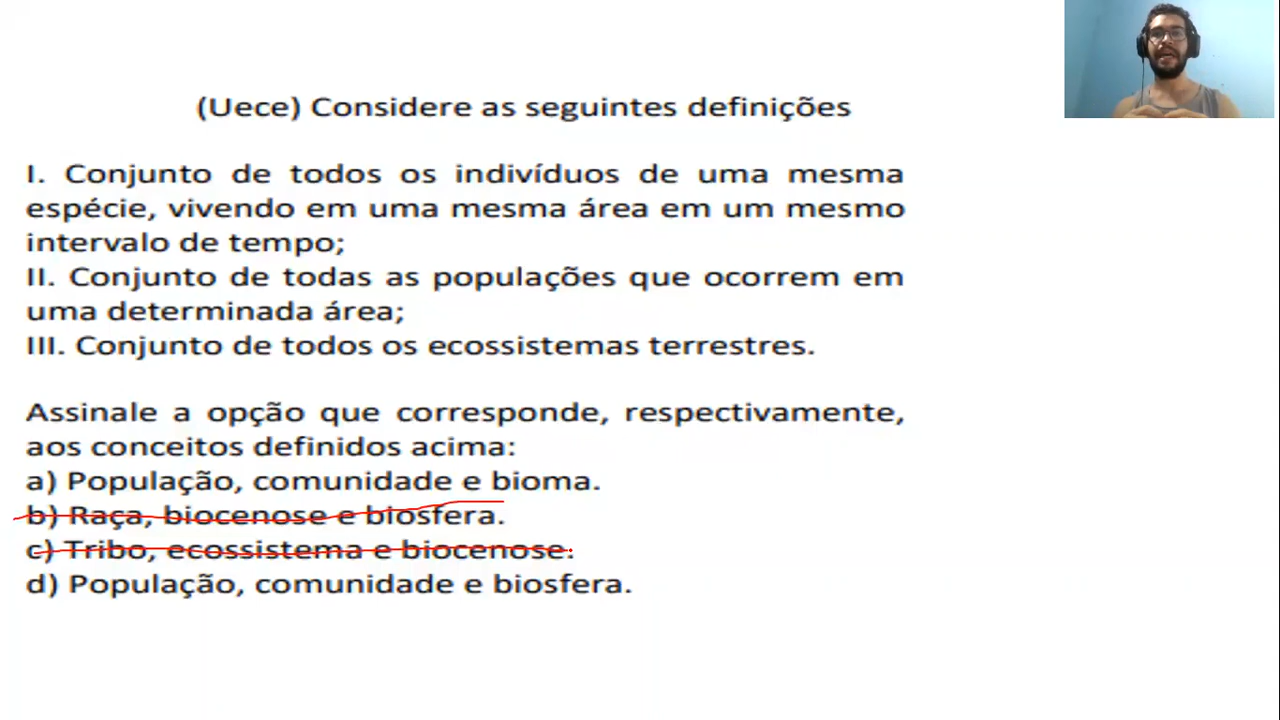 (Uece) Considere as seguintes definições
I. Conjunto de todos os indivíduos de uma mesma
espécie, vivendo em uma mesma área em um mesmo
intervalo de tempo;
II. Conjunto de todas as populações que ocorrem em
uma determinada área;
III. Conjunto de todos os ecossistemas terrestres.
Assinale a opção que corresponde, respectivamente,
aos conceitos definidos acima:
a) População, comunidade e bioma.
b) Raça, biocenose e biosfera.
c) Tribo, ecossistema e biocenose.
d) População, comunidade e biosfera.